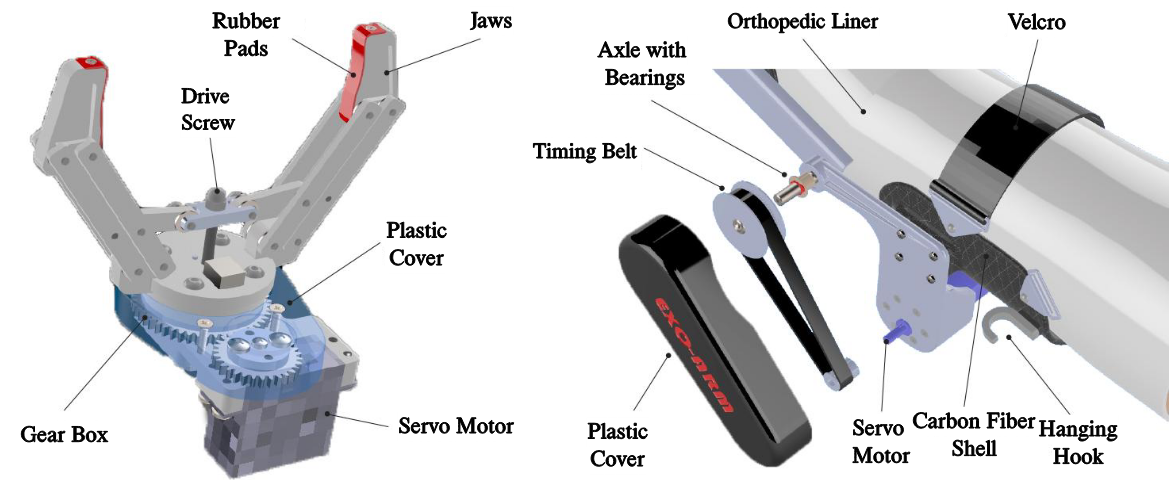 Rubber
Pads
Jaws
Drive
Screw
Plastic
Cover
Gear Box
Servo Motor
Orthopedic Liner
Velcro
Axle with
Bearings
Timing Belt
EXO-ARM
Plastic
Cover
Servo
Motor
Carbon Fiber
Shell
Hanging
Hook